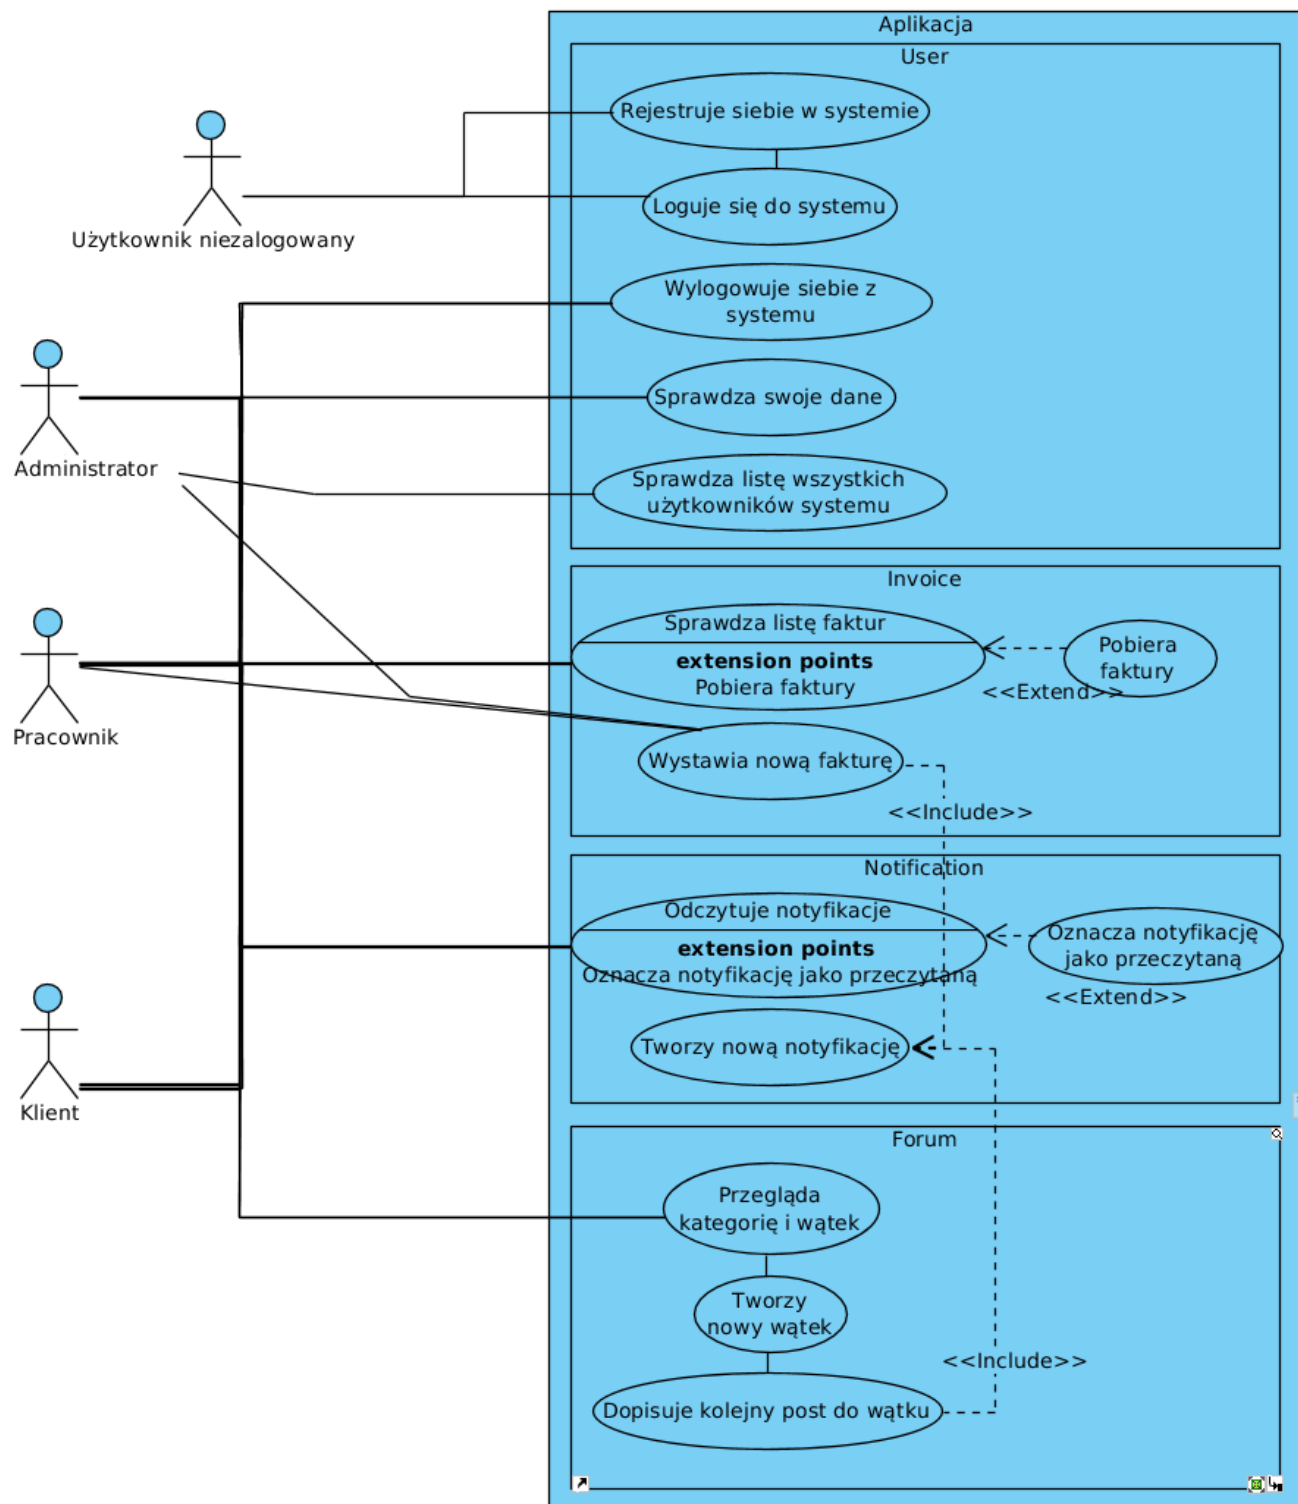 Aplikacja
User
Rejestruje siebie w systemie
Loguje się do systemu
Użytkownik niezalogowany
Wylogowuje siebie z
systemu
Sprawdza swoje dane
Administrator
Sprawdza listę wszystkich
użytkowników systemu
Invoice
Sprawdza listę faktur
extension points
Pobiera faktury
Pobiera
faktury
<<Extend>>
Pracownik
Wystawia nową fakturę
<<Include>>
Notification
Odczytuje notyfikacje
extension points
Oznacza notyfikację jako przeczytaną
Oznacza notyfikację
jako przeczytaną
<<Extend>>
Tworzy nową notyfikację
Klient
Forum
Przegląda
kategorię i wątek
Tworzy
nowy wątek
<<Include>>
Dopisuje kolejny post do wątku